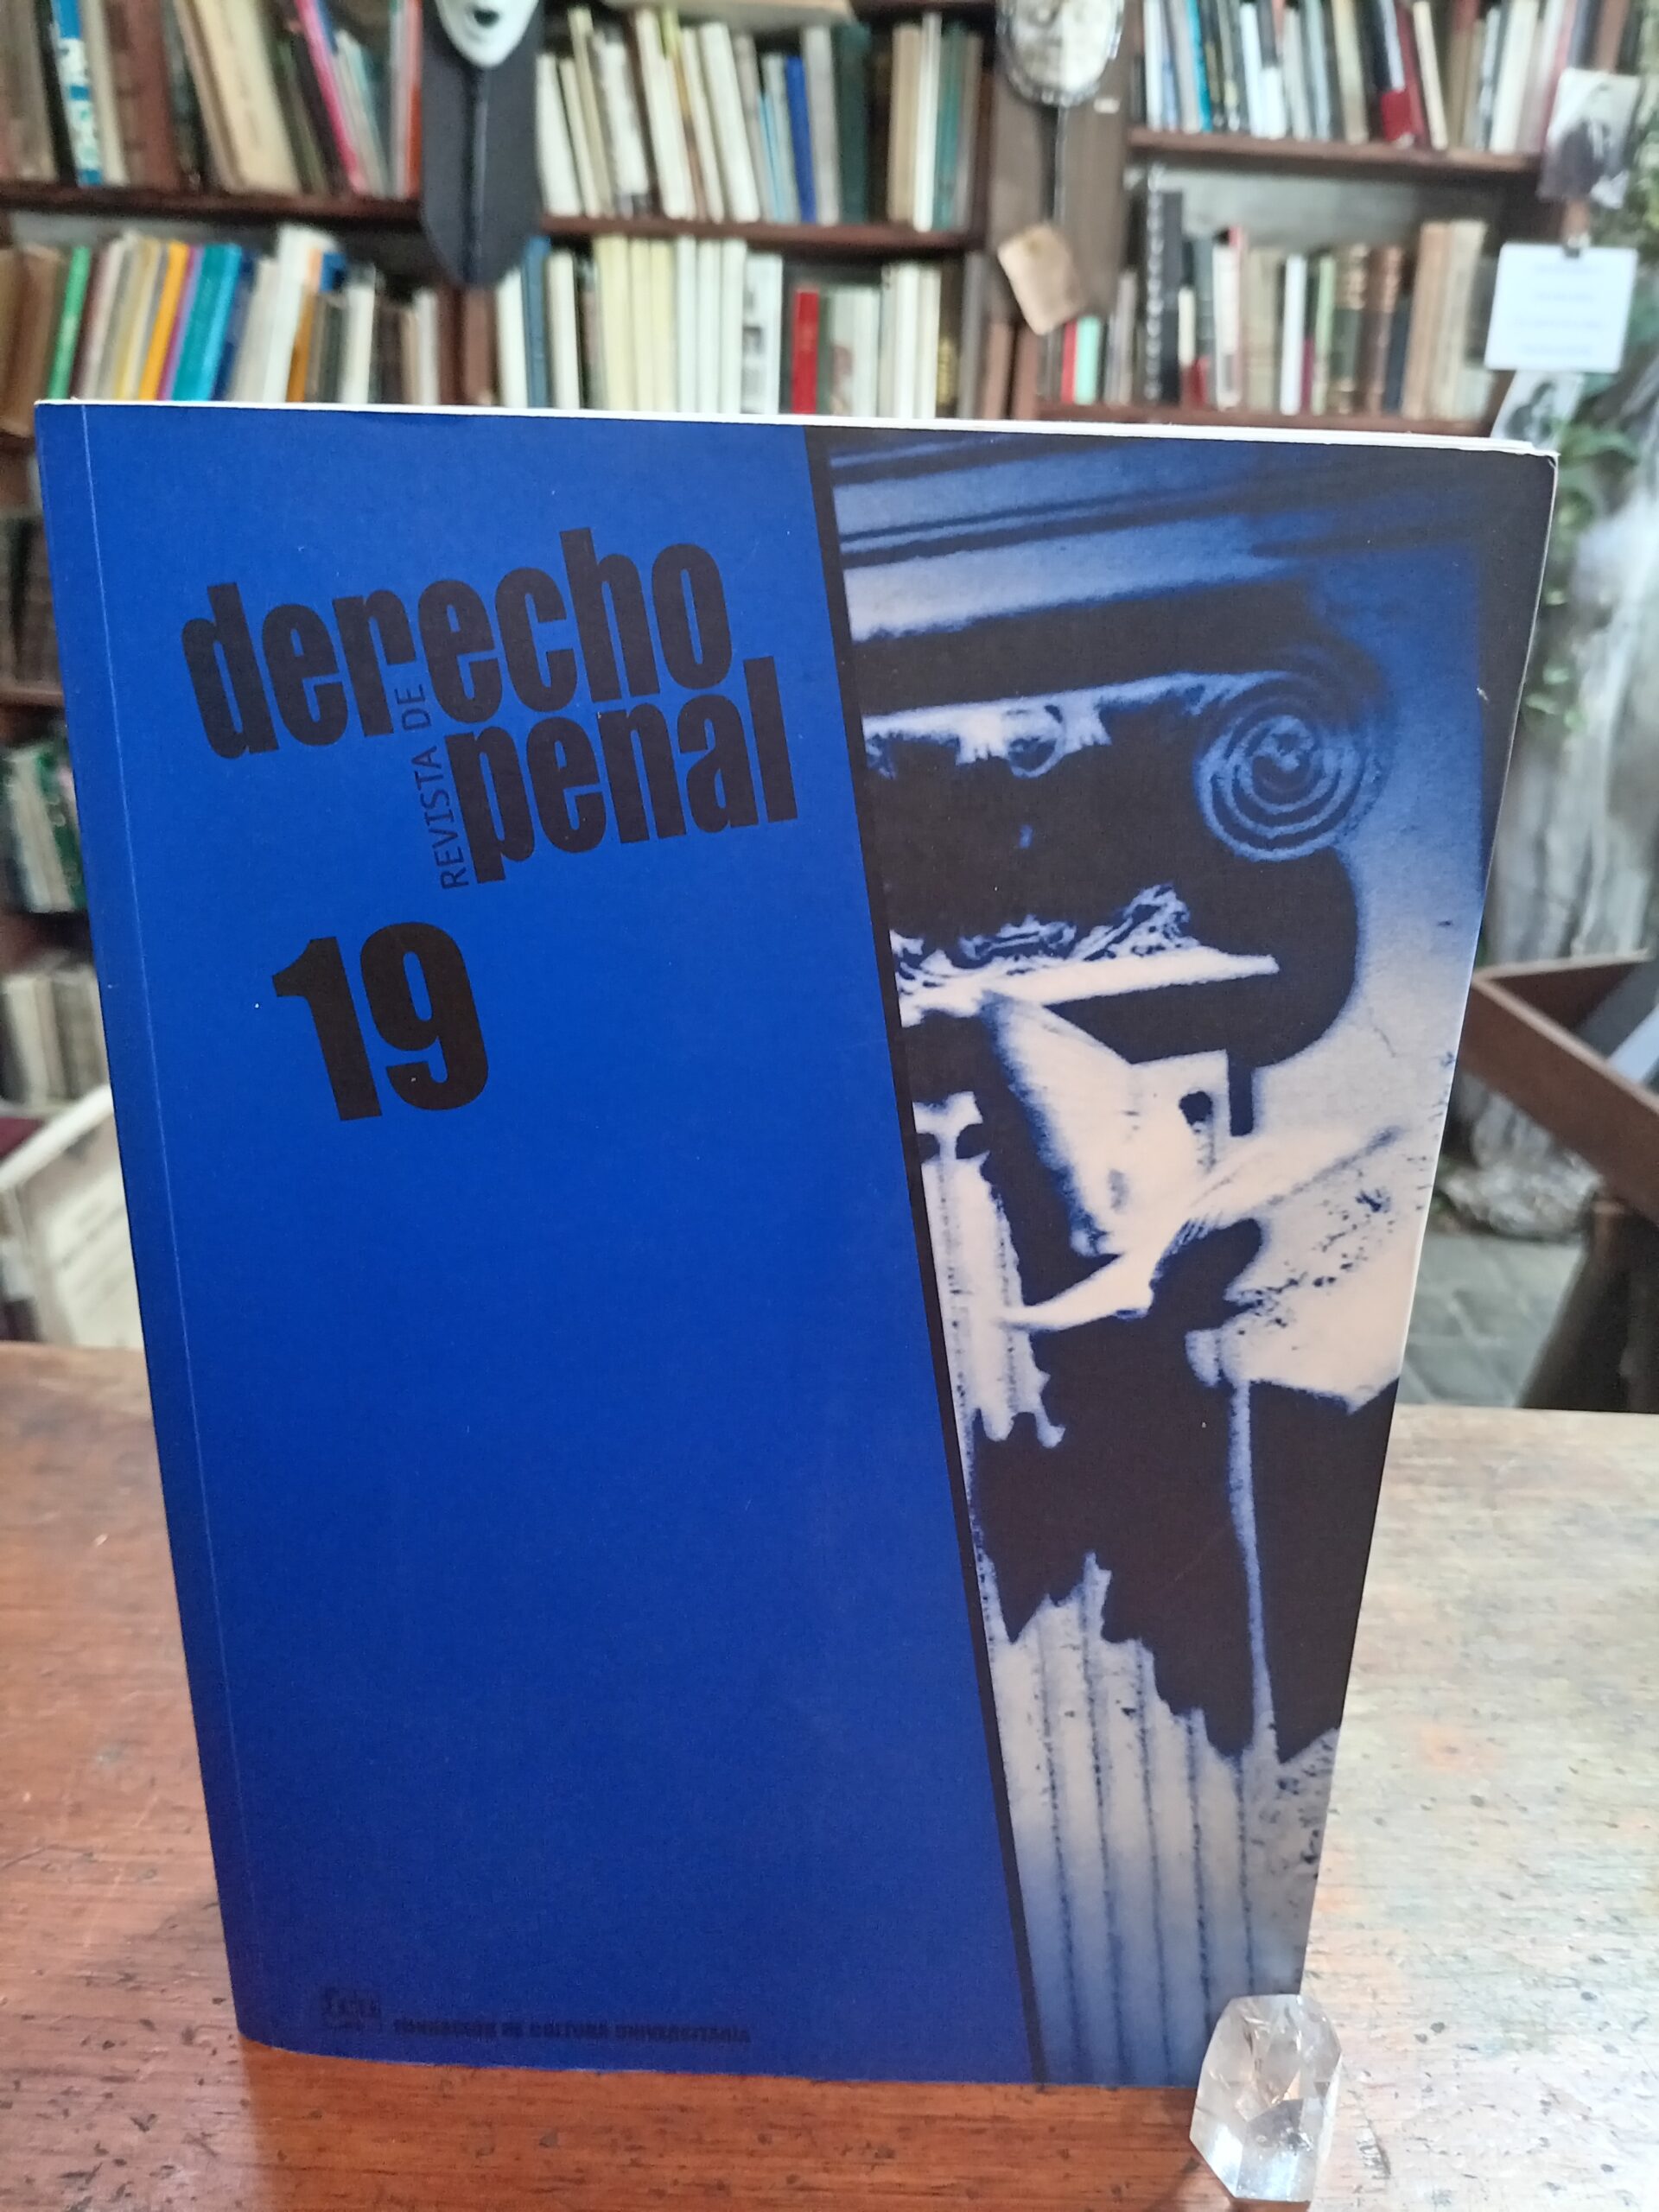 derecho
REVISTA DE
penal
19
fcu
FUNDACIÓN DE CULTURA UNIVERSITARIA